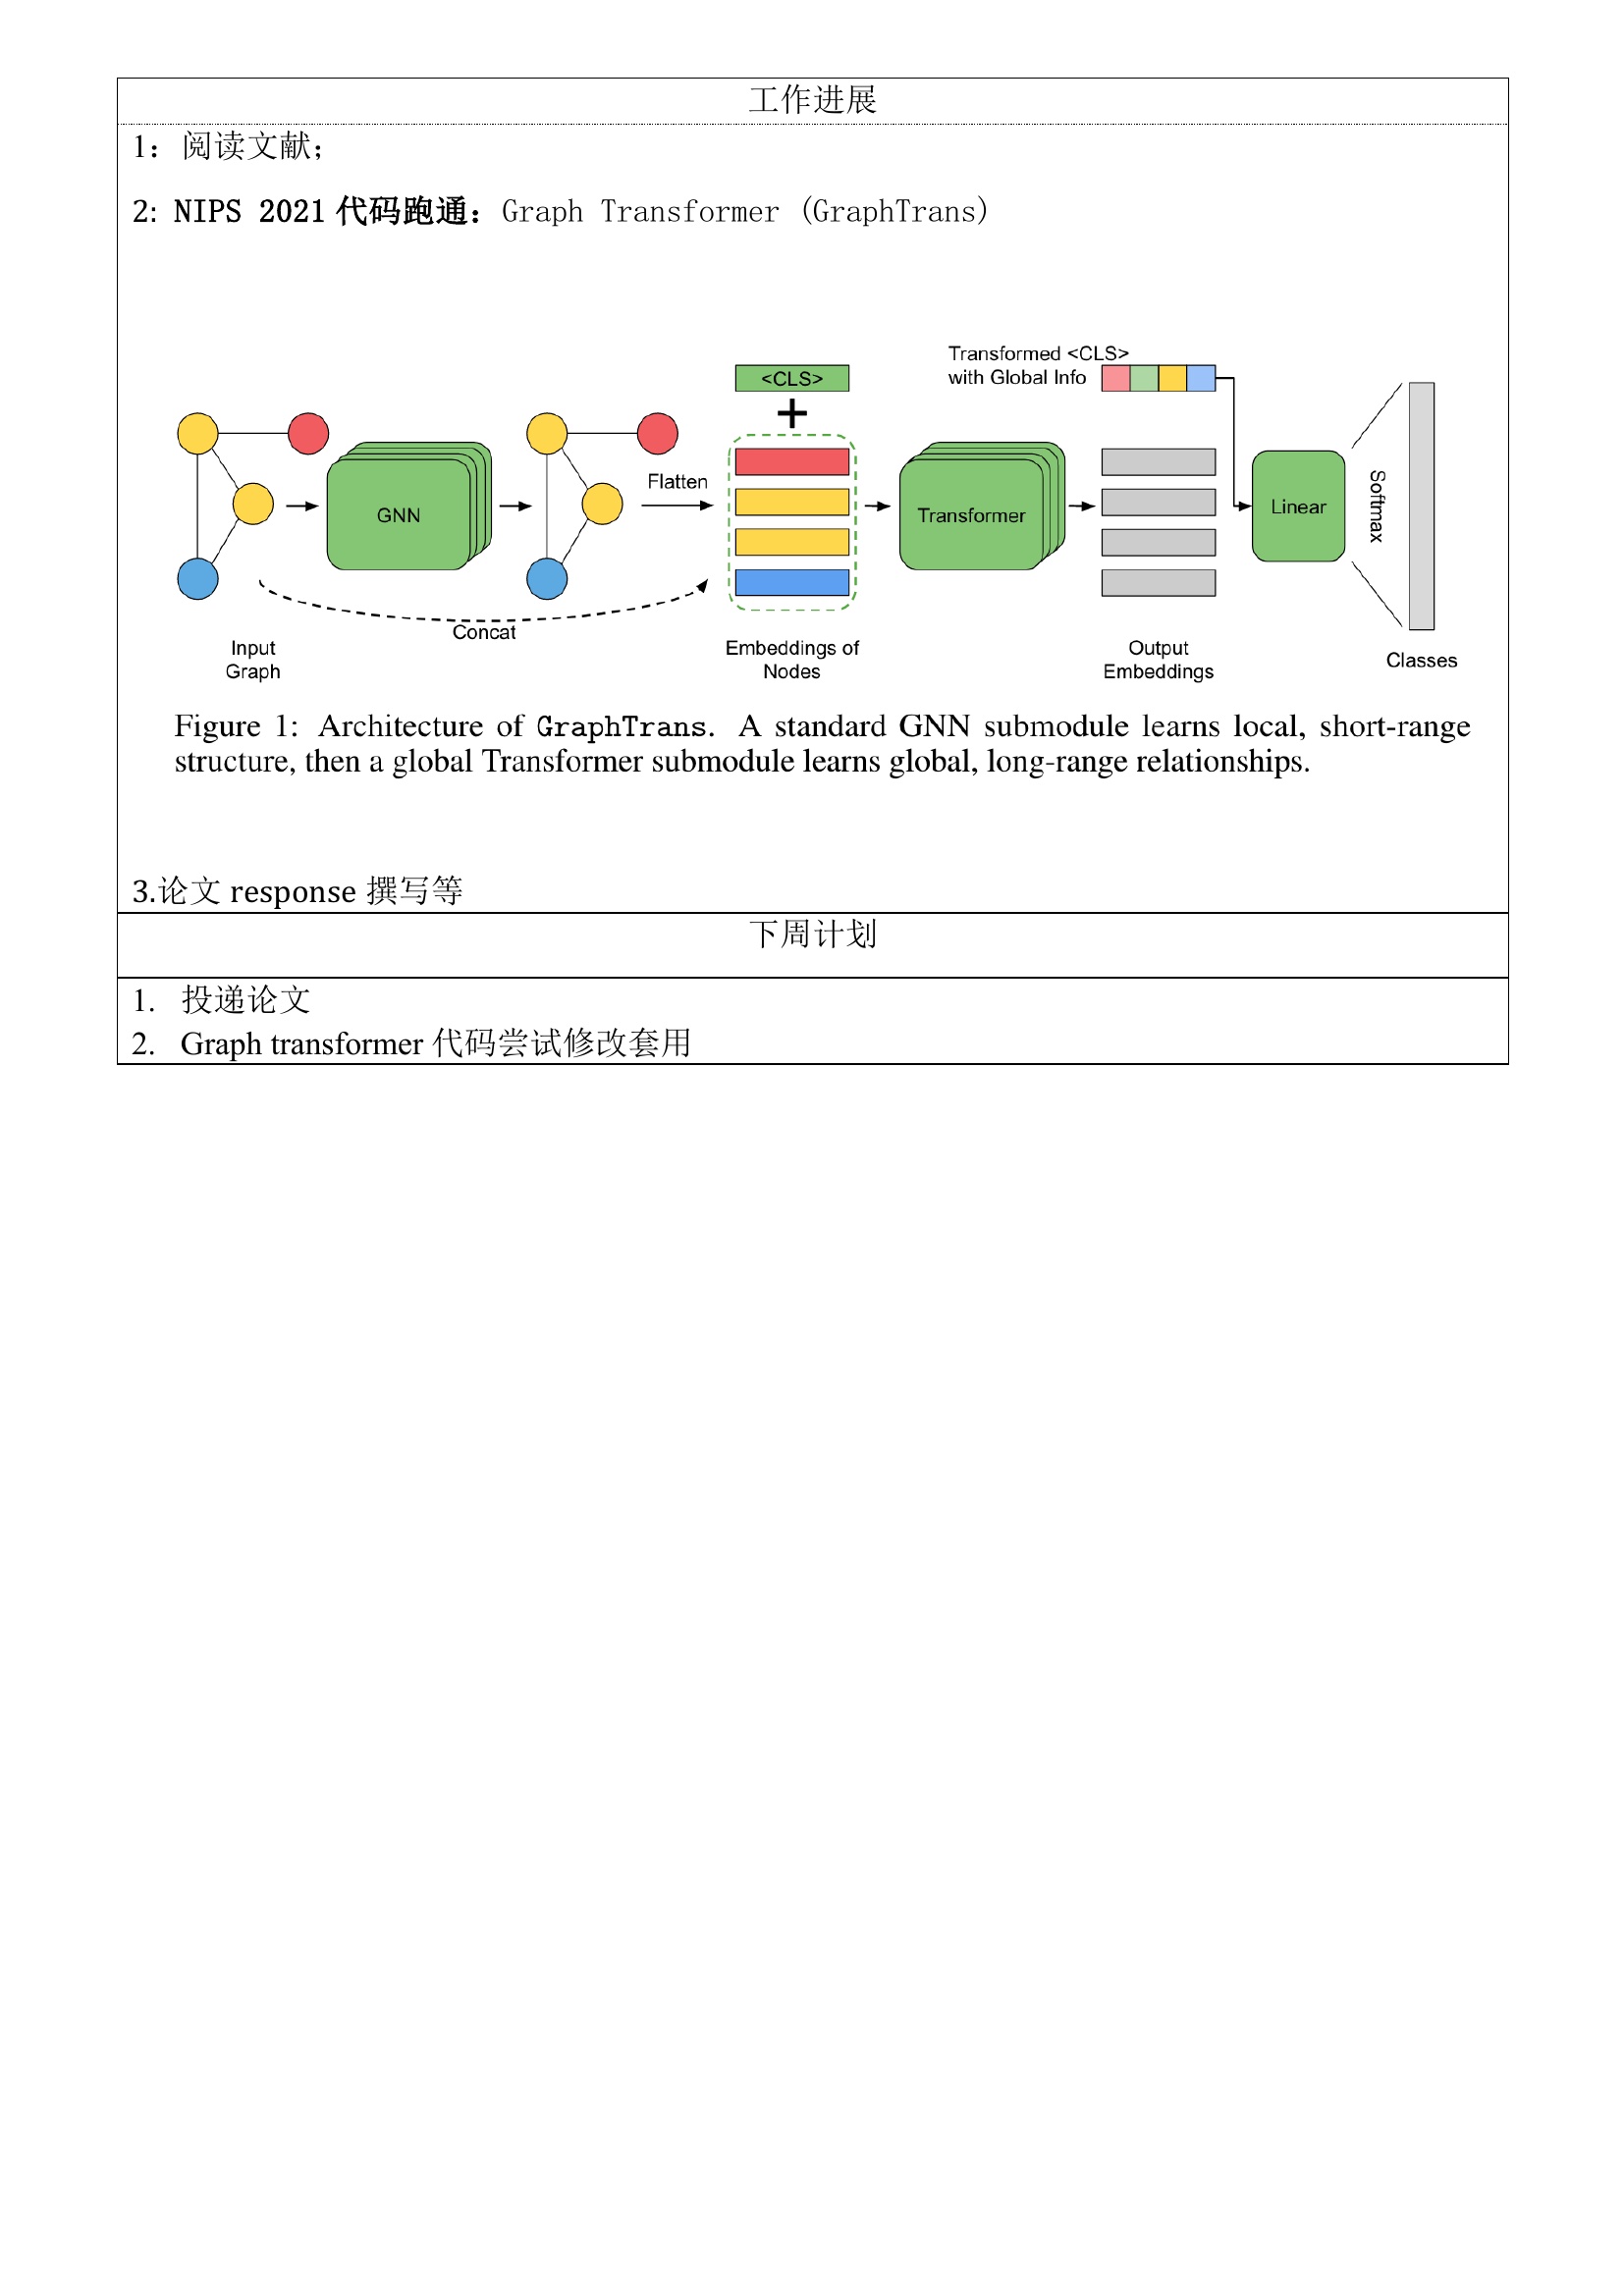 工作进展
1：阅读文献；
2: NIPS 2021 代码跑通：Graph Transformer (GraphTrans)
Transformed <CLS>
with Global Info
<CLS>
Flatten
GNN
Transformer
Linear
Softmax
Concat
Input
Graph
Embeddings of
Nodes
Output
Embeddings
Classes
Figure 1: Architecture of GraphTrans. A standard GNN submodule learns local, short-range
structure, then a global Transformer submodule learns global, long-range relationships.
3.论文 response 撰写等
下周计划
1. 投递论文
2. Graph transformer 代码尝试修改套用